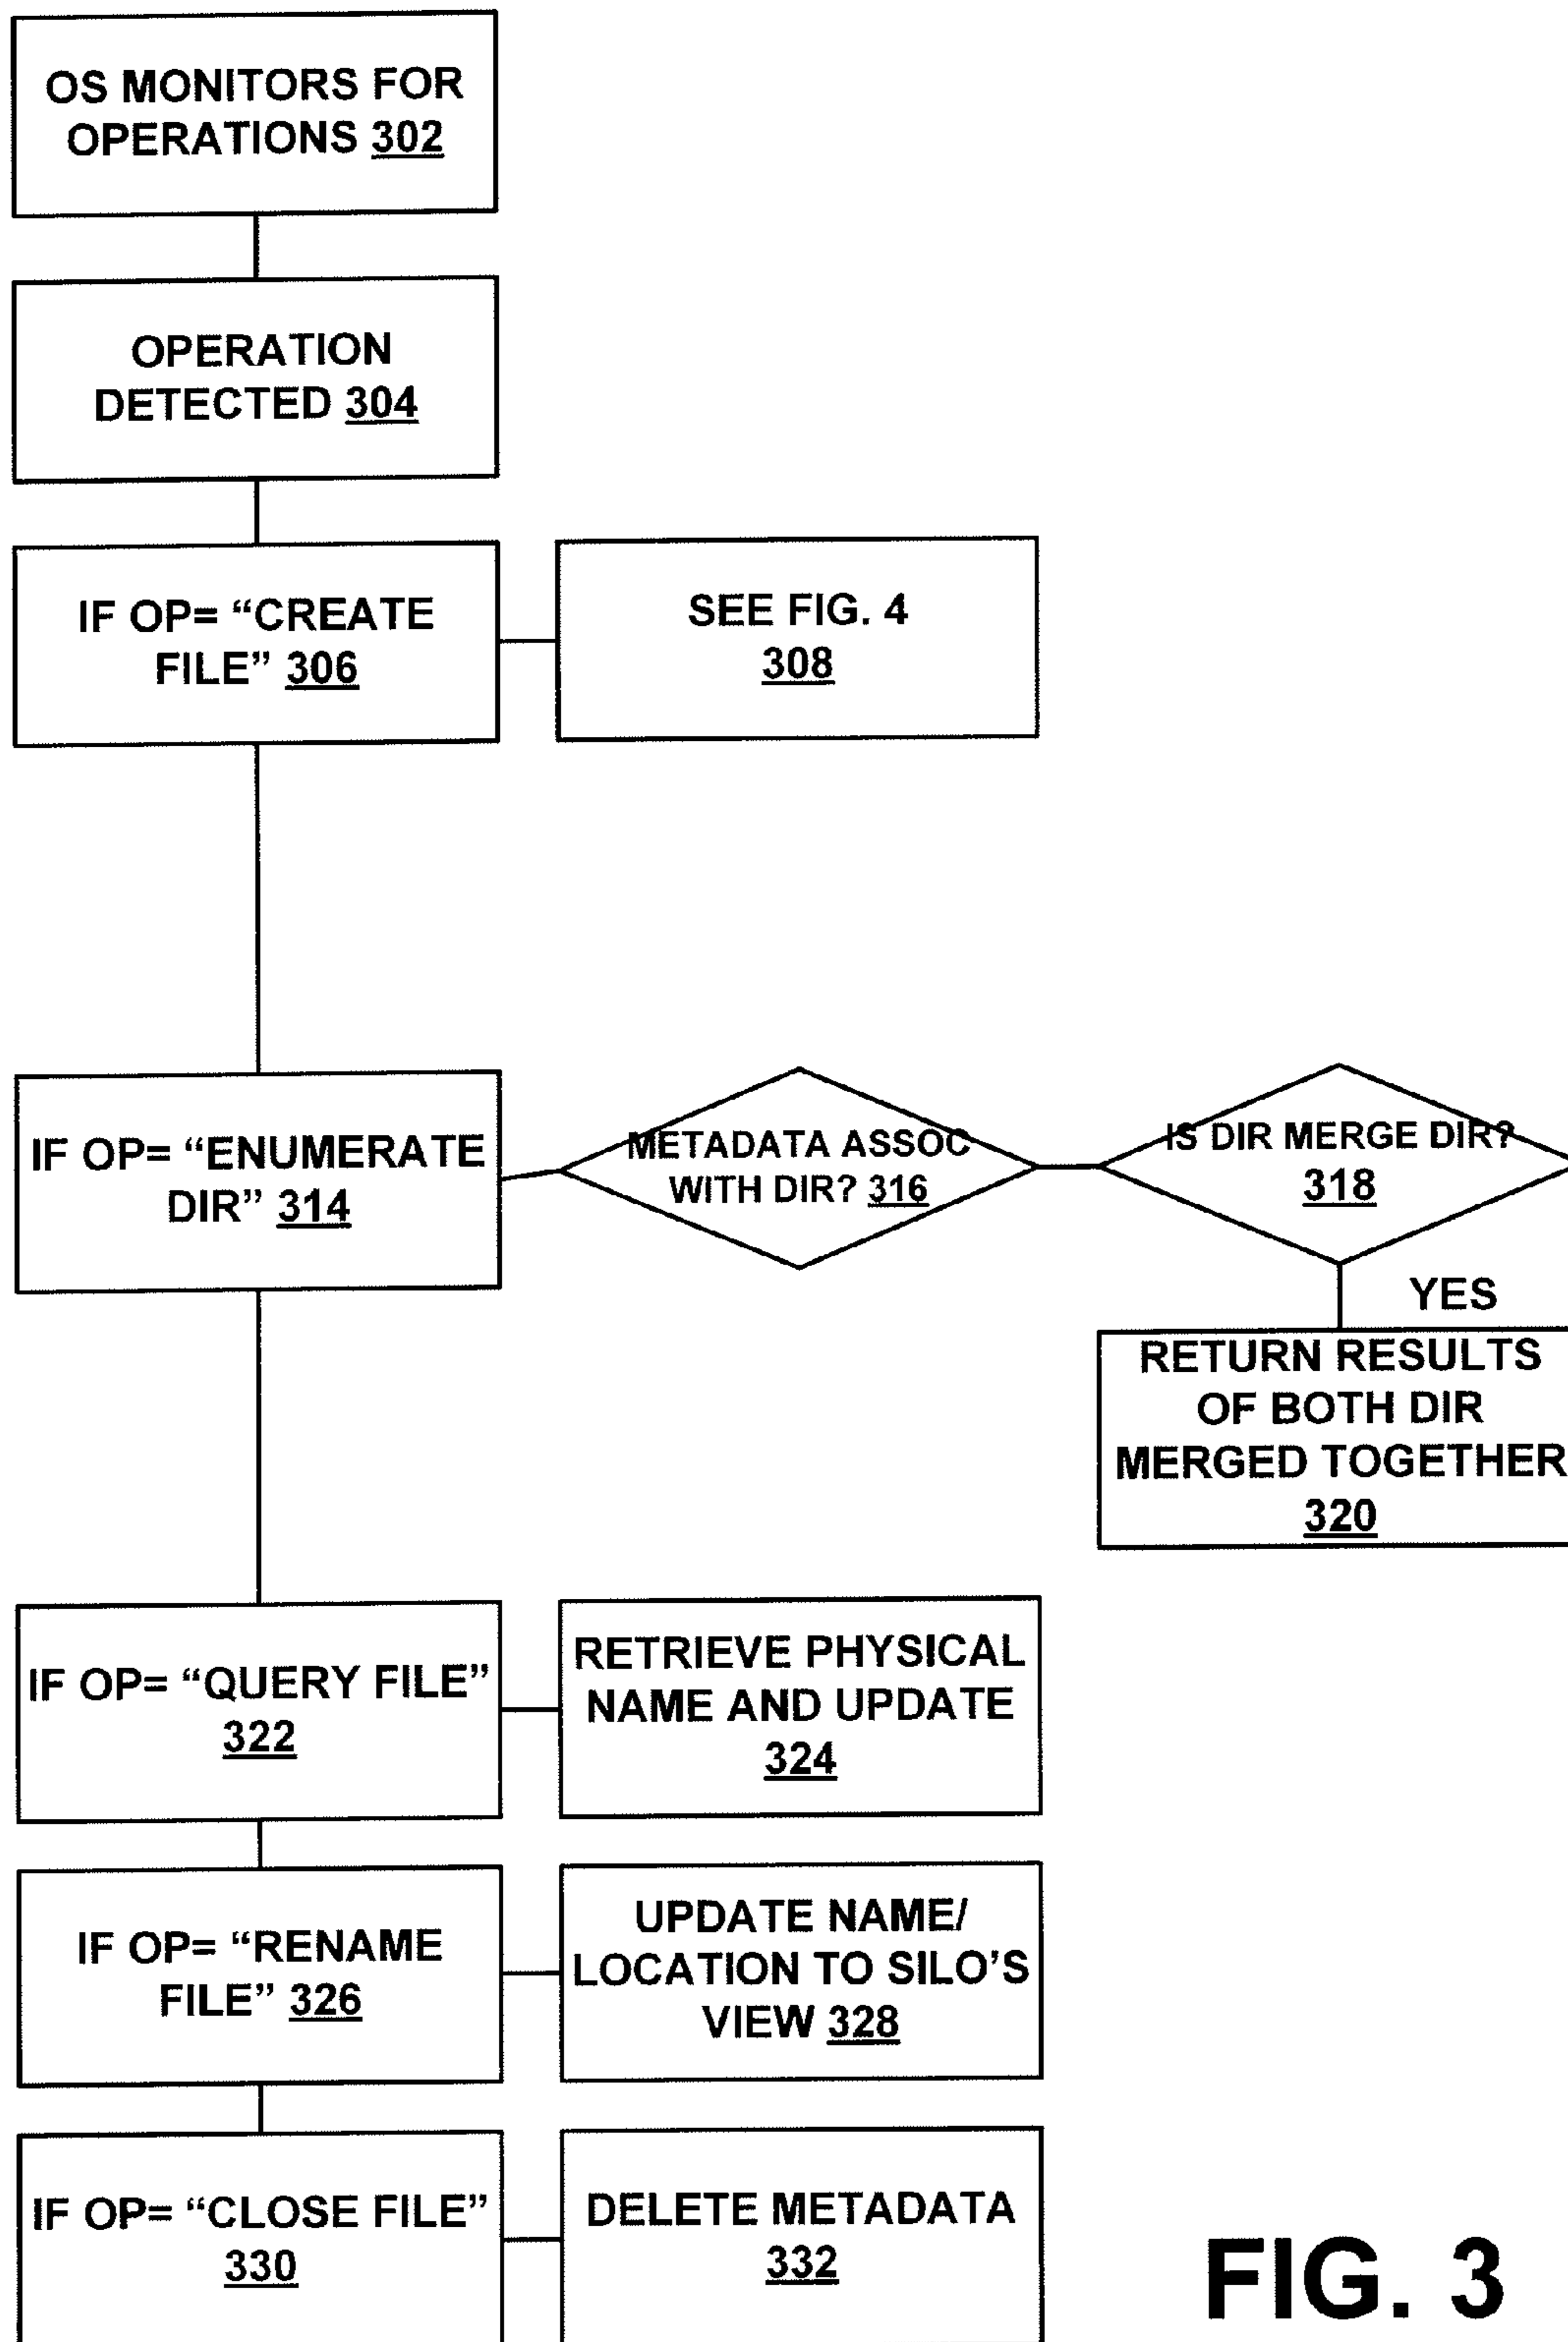 OS MONITORS FOR
OPERATIONS 302
OPERATION
DETECTED 304
IF OP= “CREATE
FILE” 306
SEE FIG. 4
308
IF OP= “ENUMERATE
DIR” 314
METADATA ASSOC
WITH DIR? 316
IS DIR MERGE DIR?
318
YES
RETURN RESULTS
OF BOTH DIR
MERGED TOGETHER
320
IF OP= “QUERY FILE”
322
RETRIEVE PHYSICAL
NAME AND UPDATE
324
IF OP= “RENAME
FILE” 326
UPDATE NAME/
LOCATION TO SILO’S
VIEW 328
IF OP= “CLOSE FILE”
330
DELETE METADATA
332
FIG. 3